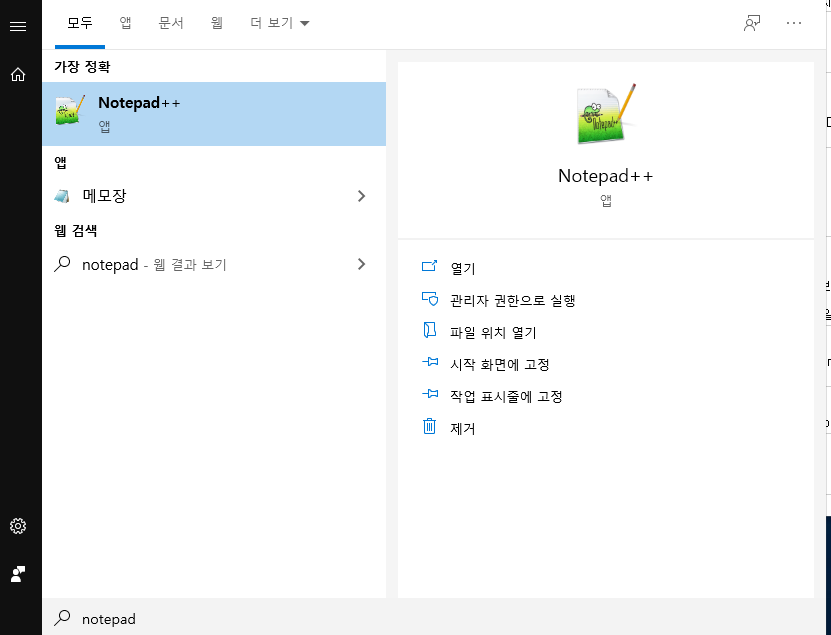 모두 앱 문서 웹 더 보기
가장 정확
Notepad++
앱
앱
메모장
웹 검색
notepad - 웹 결과 보기
Notepad++
Notepad++
앱
열기
관리자 권한으로 실행
파일 위치 열기
시작 화면에 고정
작업 표시줄에 고정
제거
notepad